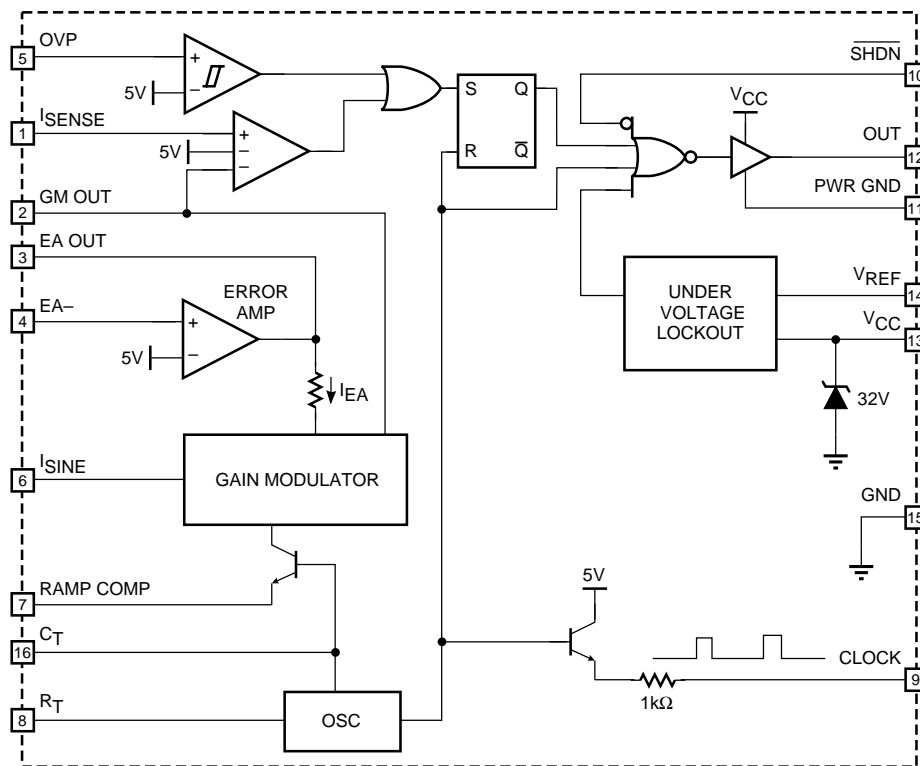 5 OVP
+
–
5V
1 ISENSE
+
–
–
5V
2 GM OUT
3 EA OUT
4 EA–
+
–
5V
ERROR
AMP
IEA
GAIN MODULATOR
6 ISINE
7 RAMP COMP
16 CT
8 RT
OSC
S Q
R Q̅
S̅H̅D̅N̅ 10
VCC
OUT 12
PWR GND 11
UNDER
VOLTAGE
LOCKOUT
VREF 14
VCC 13
32V
GND 15
5V
1kΩ
CLOCK 9